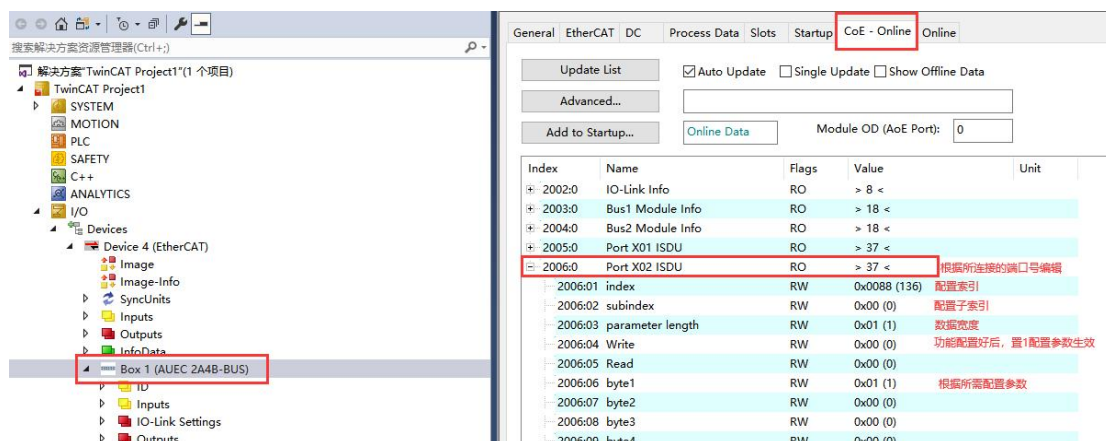 搜索解决方案资源管理器(Ctrl+;)
解决方案"TwinCAT Project1"(1 个项目)
TwinCAT Project1
SYSTEM
MOTION
PLC
SAFETY
C++
ANALYTICS
I/O
Devices
Device 4 (EtherCAT)
Image
Image-Info
SyncUnits
Inputs
Outputs
InfoData
Box 1 (AUEC 2A4B-BUS)
ID
Inputs
IO-Link Settings
Outputs
General EtherCAT DC Process Data Slots Startup CoE - Online Online
Update List Auto Update Single Update Show Offline Data
Advanced...
Add to Startup... Online Data Module OD (AoE Port): 0
Index Name Flags Value Unit
2002:0 IO-Link Info RO > 8 <
2003:0 Bus1 Module Info RO > 18 <
2004:0 Bus2 Module Info RO > 18 <
2005:0 Port X01 ISDU RO > 37 <
2006:0 Port X02 ISDU RO > 37 < 根据所连接的端口号编辑
2006:01 index RW 0x0088 (136) 配置索引
2006:02 subindex RW 0x00 (0) 配置子索引
2006:03 parameter length RW 0x01 (1) 数据宽度
2006:04 Write RW 0x00 (0) 功能配置好后，置1配置参数生效
2006:05 Read RW 0x00 (0)
2006:06 byte1 RW 0x01 (1) 根据所需配置参数
2006:07 byte2 RW 0x00 (0)
2006:08 byte3 RW 0x00 (0)
2006:09 byte4 RW 0x00 (0)